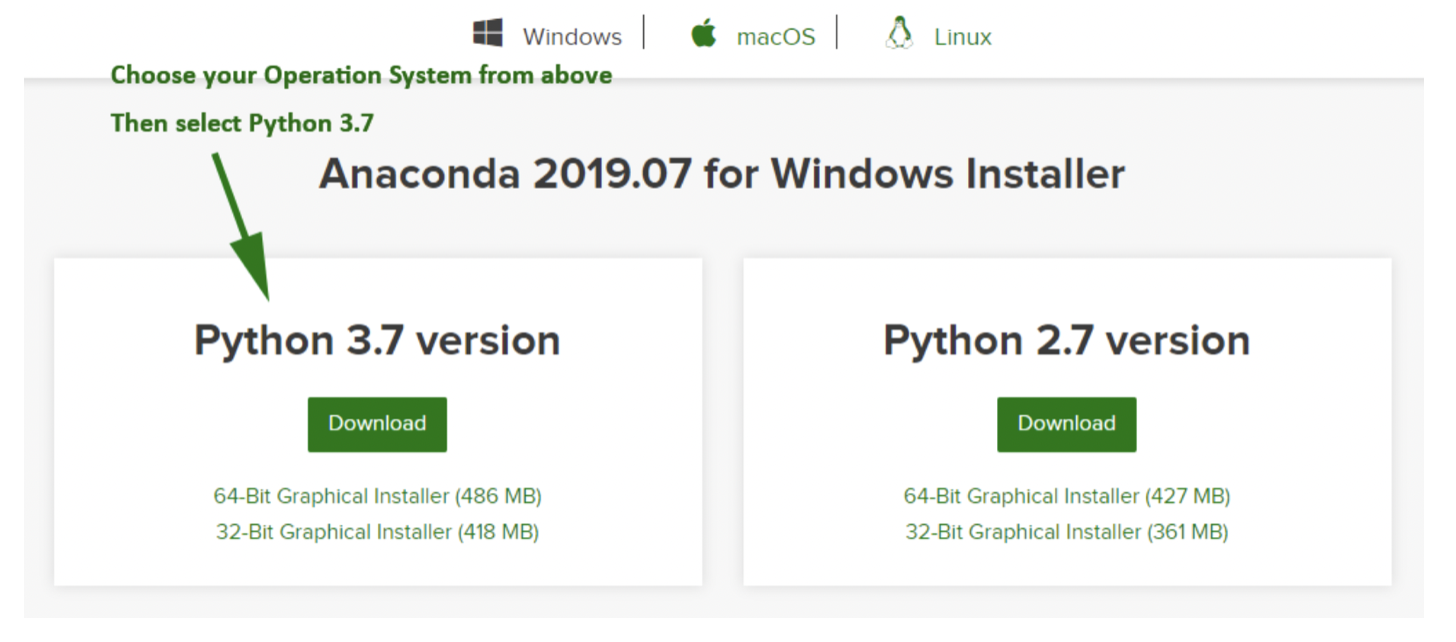 Windows macOS Linux
Choose your Operation System from above
Then select Python 3.7
Anaconda 2019.07 for Windows Installer
Python 3.7 version
Download
64-Bit Graphical Installer (486 MB)
32-Bit Graphical Installer (418 MB)
Python 2.7 version
Download
64-Bit Graphical Installer (427 MB)
32-Bit Graphical Installer (361 MB)